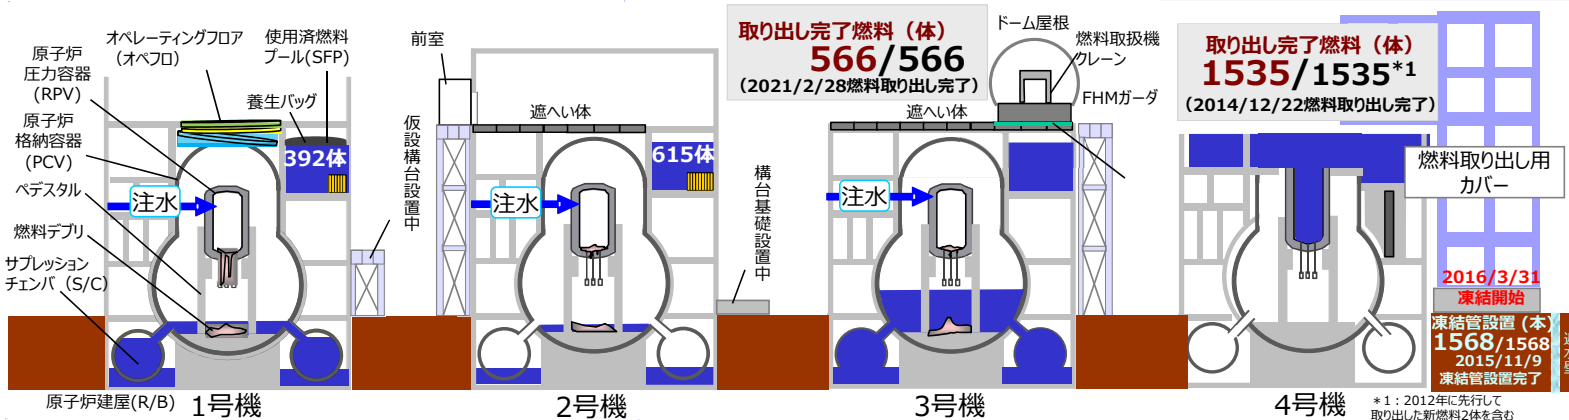 原子炉
圧力容器
(RPV)
原子炉
格納容器
(PCV)
ペデスタル
燃料デブリ
サプレッション
チェンバ (S/C)
原子炉建屋(R/B)
オペレーティングフロア
(オペフロ)
使用済燃料
プール(SFP)
養生バッグ
392体
注水
仮設構台設置中
1号機
前室
遮へい体
615体
注水
構台基礎設置中
2号機
取り出し完了燃料（体）
566/566
(2021/2/28燃料取り出し完了)
ドーム屋根
燃料取扱機
クレーン
FHMガーダ
遮へい体
注水
3号機
取り出し完了燃料（体）
1535/1535*1
(2014/12/22燃料取り出し完了)
燃料取り出し用
カバー
2016/3/31
凍結開始
凍結管設置 (本)
1568/1568
2015/11/9
凍結管設置完了
4号機
*1：2012年に先行して
取り出した新燃料2体を含む